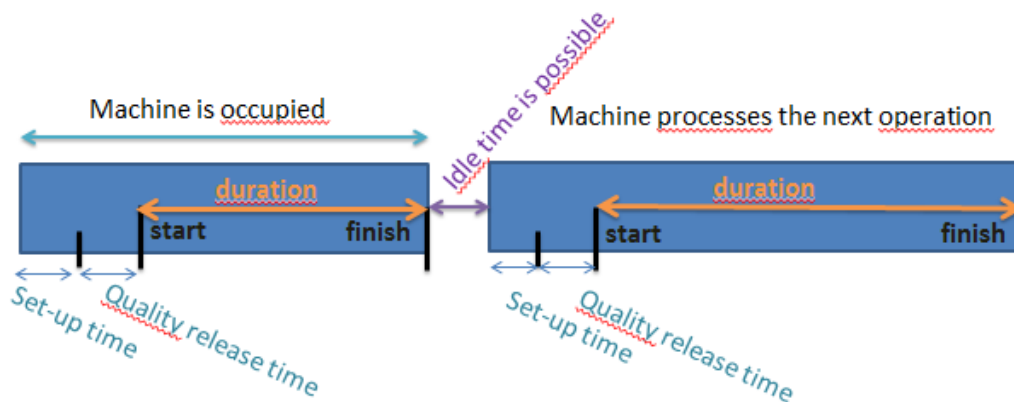 Machine is occupied
Idle time is possible
Machine processes the next operation
duration
start
finish
duration
start
finish
Set-up time
Quality release time
Set-up time
Quality release time